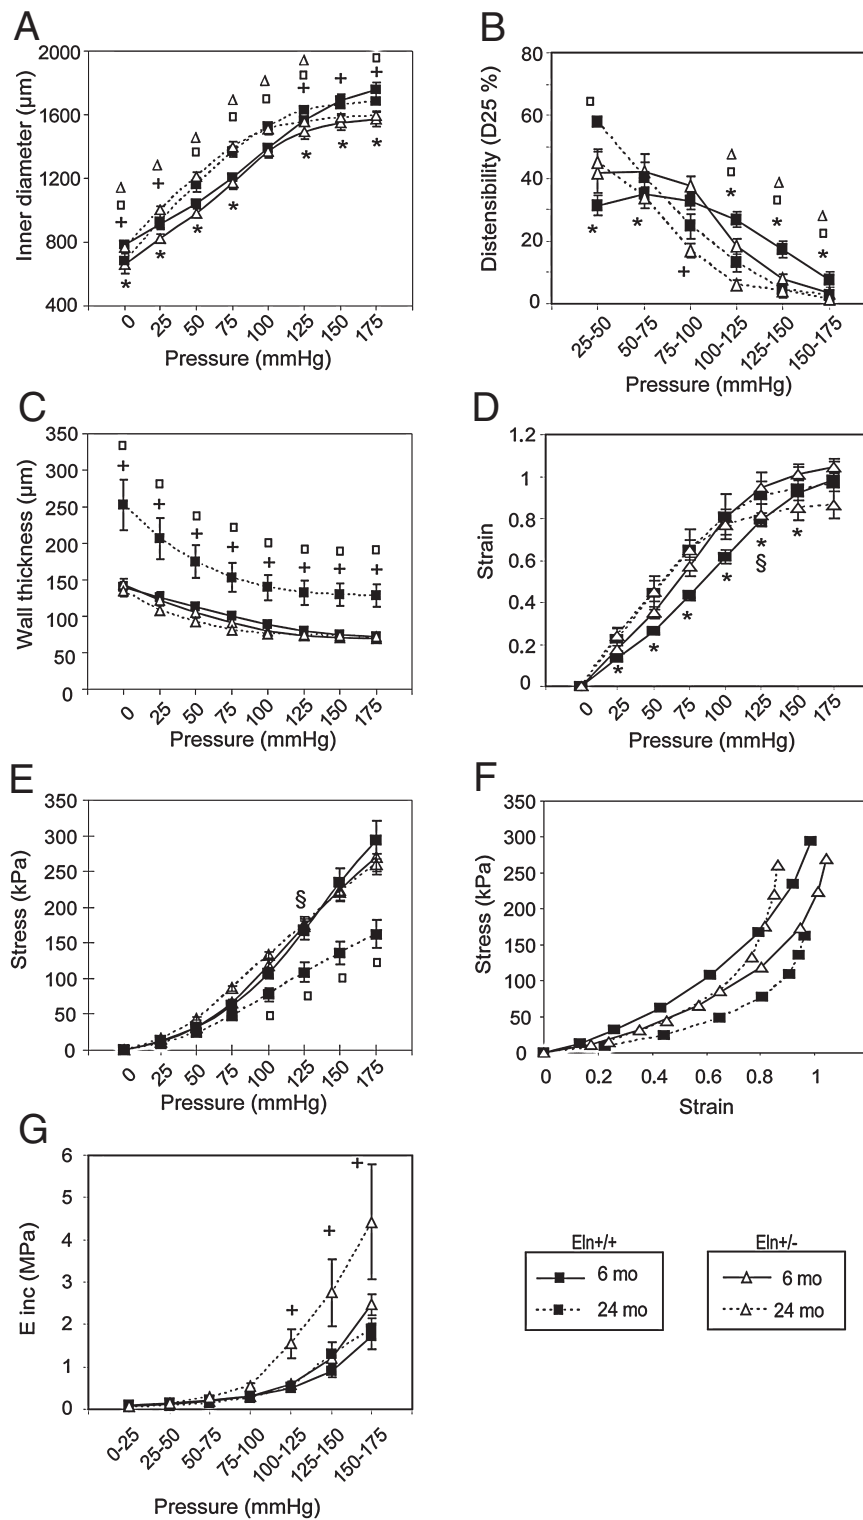 A
2000
1600
1200
800
400
Inner diameter (µm)
0 25 50 75 100 125 150 175
Pressure (mmHg)
B
80
60
40
20
0
Distensibility (D25 %)
25-50 50-75 75-100 100-125 125-150 150-175
Pressure (mmHg)
C
350
300
250
200
150
100
50
0
Wall thickness (µm)
0 25 50 75 100 125 150 175
Pressure (mmHg)
D
1.2
1
0.8
0.6
0.4
0.2
0
Strain
§
0 25 50 75 100 125 150 175
Pressure (mmHg)
E
350
300
250
200
150
100
50
0
Stress (kPa)
§
0 25 50 75 100 125 150 175
Pressure (mmHg)
F
350
300
250
200
150
100
50
0
Stress (kPa)
0 0.2 0.4 0.6 0.8 1
Strain
G
6
5
4
3
2
1
0
E inc (MPa)
0-25 25-50 50-75 75-100 100-125 125-150 150-175
Pressure (mmHg)
Eln+/+
6 mo
24 mo
Eln+/-
6 mo
24 mo